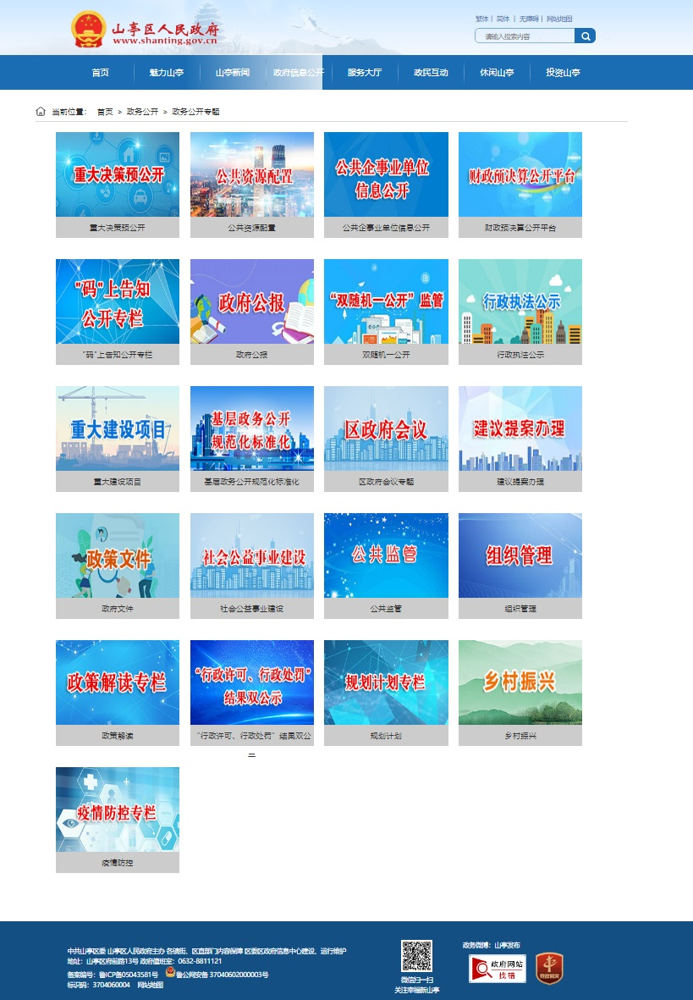 山亭区人民政府
www.shanting.gov.cn
繁体 | 简体 | 无障碍 | 网站地图
请输入搜索内容
首页 魅力山亭 山亭新闻 政府信息公开 服务大厅 政民互动 休闲山亭 投资山亭
当前位置： 首页 > 政务公开 > 政务公开专题
重大决策预公开
公共资源配置
公共企事业单位
信息公开
财政预决算公开平台
重大决策预公开 公共资源配置 公共企事业单位信息公开 财政预决算公开平台
"码"上告知
公开专栏
政府公报
“双随机一公开”监管
行政执法公示
"码"上告知公开专栏 政府公报 双随机一公开 行政执法公示
重大建设项目
基层政务公开
规范化标准化
区政府会议
建议提案办理
重大建设项目 基层政务公开规范化标准化 区政府会议专题 建议提案办理
政策文件
社会公益事业建设
公共监管
组织管理
政府文件 社会公益事业建设 公共监管 组织管理
政策解读专栏
“行政许可、行政处罚”
结果双公示
规划计划专栏
乡村振兴
政策解读 “行政许可、行政处罚”结果双公 规划计划 乡村振兴
疫情防控专栏
疫情防控
中共山亭区委 山亭区人民政府主办 各镇街、区直部门内容保障 区委区政府信息中心建设、运行维护
地址：山亭区府前路13号 政府值班室：0632-8811121
备案编号：鲁ICP备05043581号 鲁公网安备 37040602000003号
标识码：3704060004 网站地图
微信扫一扫
关注幸福新山亭
政务微博：山亭发布
政府网站
找错
党政机关